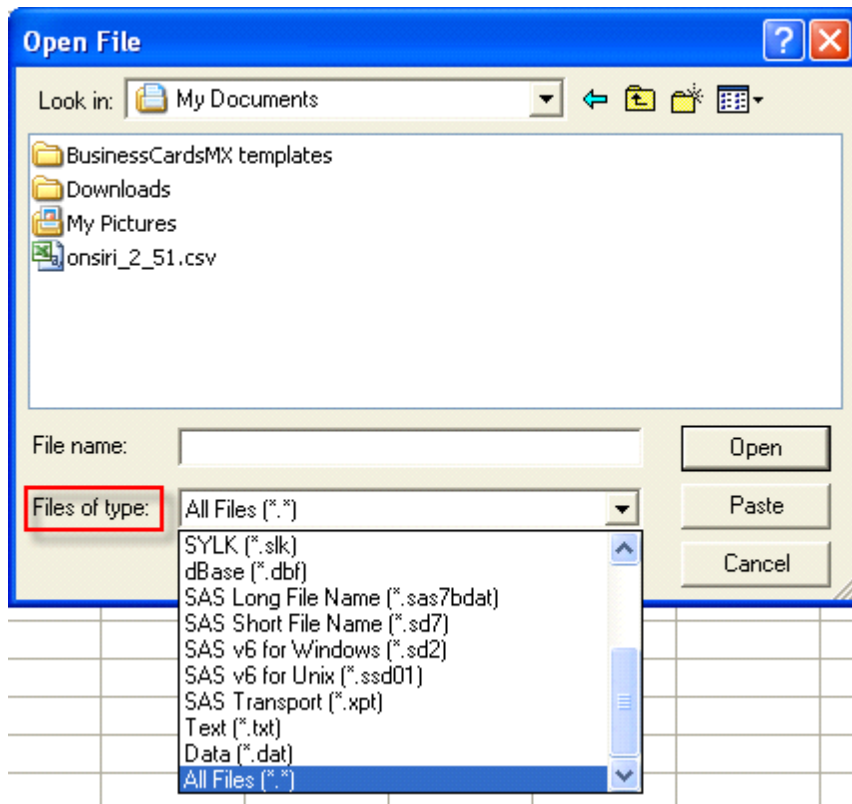 Open File
Look in: My Documents
BusinessCardsMX templates
Downloads
My Pictures
onsiri_2_51.csv
File name:
Open
Files of type: All Files (*.*)
Paste
SYLK (*.slk)
dBase (*.dbf)
Cancel
SAS Long File Name (*.sas7bdat)
SAS Short File Name (*.sd7)
SAS v6 for Windows (*.sd2)
SAS v6 for Unix (*.ssd01)
SAS Transport (*.xpt)
Text (*.txt)
Data (*.dat)
All Files (*.*)